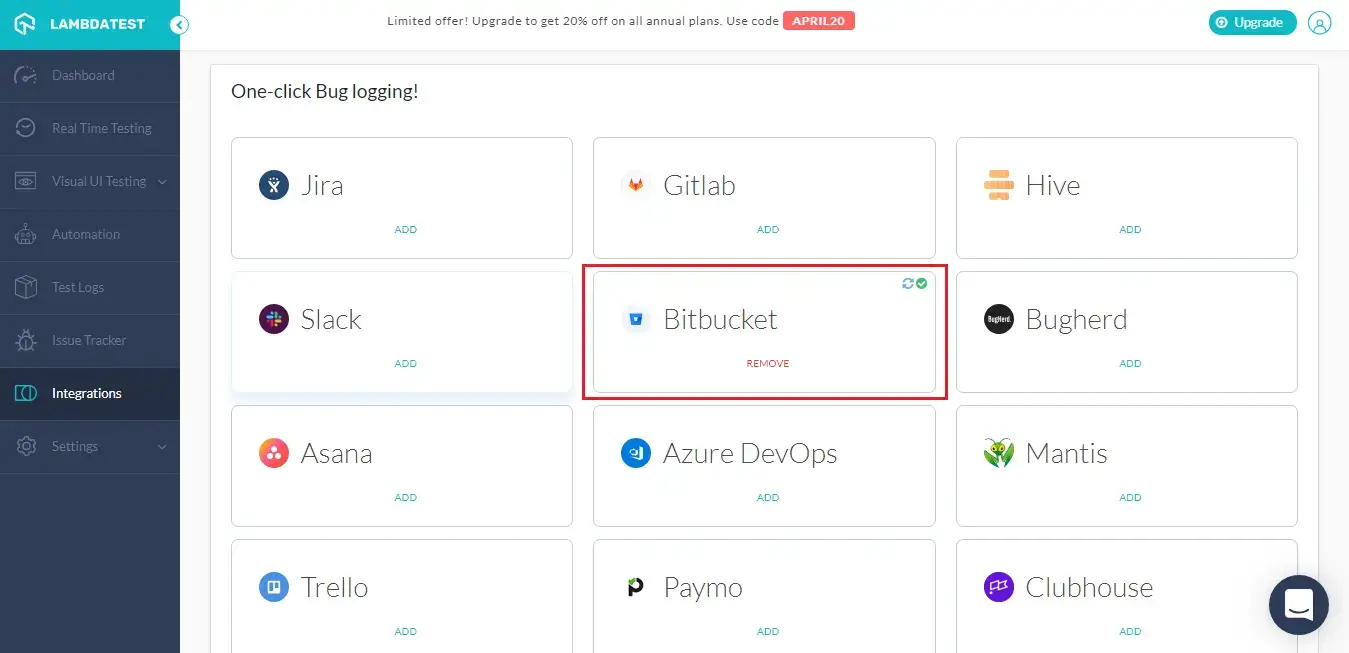 LAMBDATEST
Limited offer! Upgrade to get 20% off on all annual plans. Use code APRIL20
Upgrade
Dashboard
Real Time Testing
Visual UI Testing
Automation
Test Logs
Issue Tracker
Integrations
Settings
One-click Bug logging!
Jira
ADD
Gitlab
ADD
Hive
ADD
Slack
ADD
Bitbucket
REMOVE
BugHerd.
Bugherd
ADD
Asana
ADD
Azure DevOps
ADD
Mantis
ADD
Trello
ADD
Paymo
ADD
Clubhouse
ADD